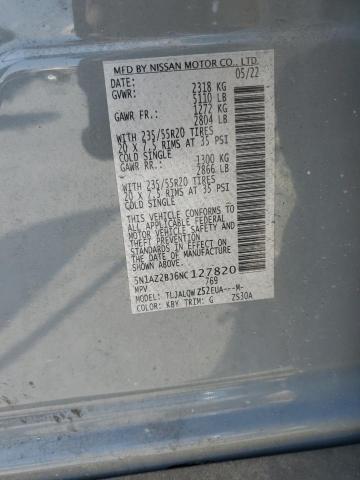 MFD BY NISSAN MOTOR CO., LTD.
DATE: 05/22
GVWR: 2318 KG
5110 LB
GAWR FR.: 1272 KG
2804 LB
WITH 235/55R20 TIRES
20 X 7.5 RIMS AT 35 PSI
COLD SINGLE
GAWR RR.: 1300 KG
2866 LB
WITH 235/55R20 TIRES
20 X 7.5 RIMS AT 35 PSI
COLD SINGLE
THIS VEHICLE CONFORMS TO
ALL APPLICABLE FEDERAL
MOTOR VEHICLE SAFETY AND
THEFT PREVENTION STANDARDS
IN EFFECT ON THE DATE OF
MANUFACTURE SHOWN
ABOVE.
5N1AZ2BJ6NC127820
MPV 769
MODEL: TLJALQWZ52EUA---M-
COLOR: KBY TRIM: G ZS30A